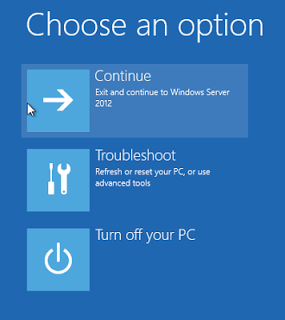 Choose an option
Continue
Exit and continue to Windows Server
2012
Troubleshoot
Refresh or reset your PC, or use
advanced tools
Turn off your PC